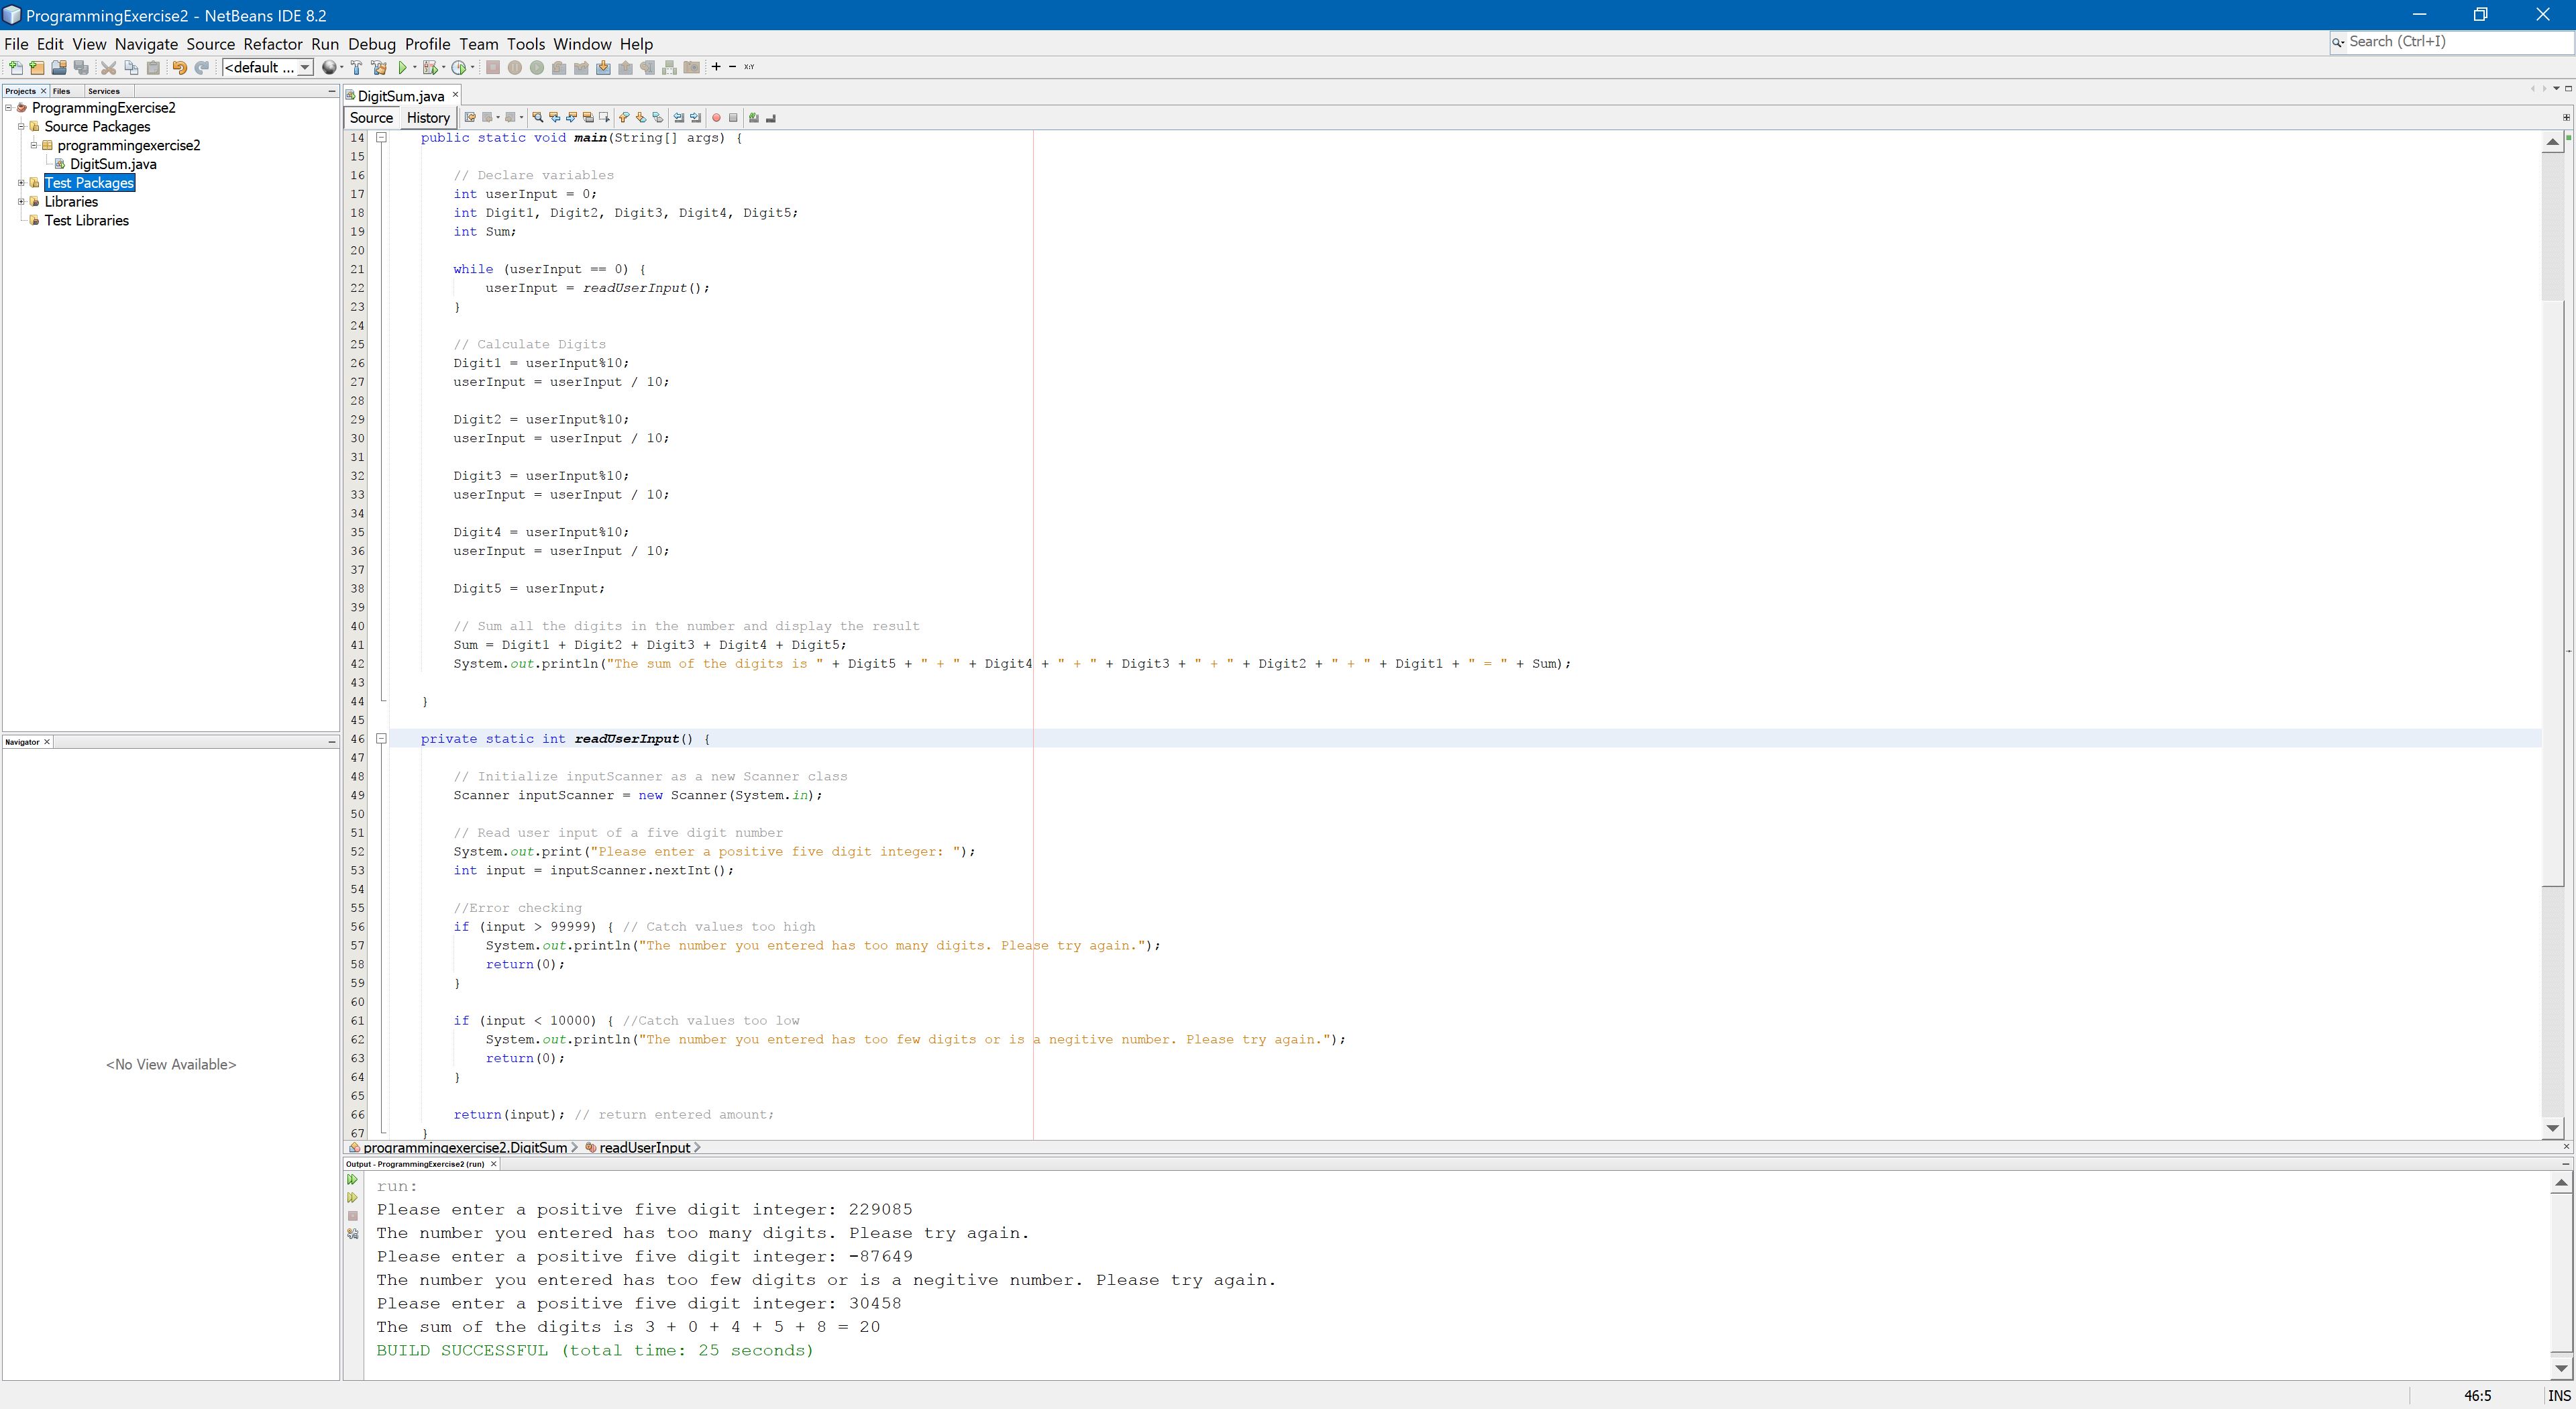 ProgrammingExercise2 - NetBeans IDE 8.2
File Edit View Navigate Source Refactor Run Debug Profile Team Tools Window Help
Search (Ctrl+I)
<default ...
Projects Files Services
ProgrammingExercise2
Source Packages
programmingexercise2
DigitSum.java
Test Packages
Libraries
Test Libraries
Navigator
<No View Available>
DigitSum.java
Source History
14 public static void main(String[] args) {
15
16 // Declare variables
17 int userInput = 0;
18 int Digit1, Digit2, Digit3, Digit4, Digit5;
19 int Sum;
20
21 while (userInput == 0) {
22 userInput = readUserInput();
23 }
24
25 // Calculate Digits
26 Digit1 = userInput%10;
27 userInput = userInput / 10;
28
29 Digit2 = userInput%10;
30 userInput = userInput / 10;
31
32 Digit3 = userInput%10;
33 userInput = userInput / 10;
34
35 Digit4 = userInput%10;
36 userInput = userInput / 10;
37
38 Digit5 = userInput;
39
40 // Sum all the digits in the number and display the result
41 Sum = Digit1 + Digit2 + Digit3 + Digit4 + Digit5;
42 System.out.println("The sum of the digits is " + Digit5 + " + " + Digit4 + " + " + Digit3 + " + " + Digit2 + " + " + Digit1 + " = " + Sum);
43
44 }
45
46 private static int readUserInput() {
47
48 // Initialize inputScanner as a new Scanner class
49 Scanner inputScanner = new Scanner(System.in);
50
51 // Read user input of a five digit number
52 System.out.print("Please enter a positive five digit integer: ");
53 int input = inputScanner.nextInt();
54
55 //Error checking
56 if (input > 99999) { // Catch values too high
57 System.out.println("The number you entered has too many digits. Please try again.");
58 return(0);
59 }
60
61 if (input < 10000) { //Catch values too low
62 System.out.println("The number you entered has too few digits or is a negitive number. Please try again.");
63 return(0);
64 }
65
66 return(input); // return entered amount;
67 }
programmingexercise2.DigitSum readUserInput
Output - ProgrammingExercise2 (run)
run:
Please enter a positive five digit integer: 229085
The number you entered has too many digits. Please try again.
Please enter a positive five digit integer: -87649
The number you entered has too few digits or is a negitive number. Please try again.
Please enter a positive five digit integer: 30458
The sum of the digits is 3 + 0 + 4 + 5 + 8 = 20
BUILD SUCCESSFUL (total time: 25 seconds)
46:5 INS